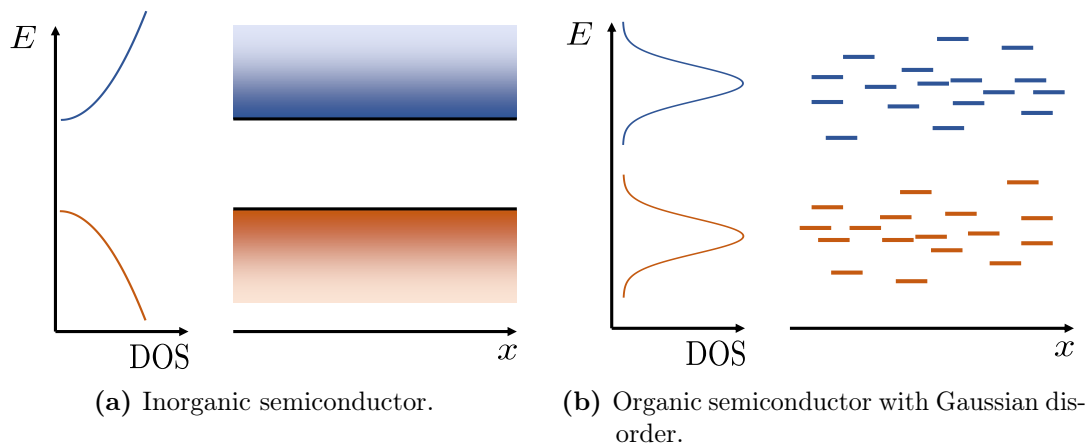 E
DOS
x
(a) Inorganic semiconductor.
E
DOS
x
(b) Organic semiconductor with Gaussian dis-
order.